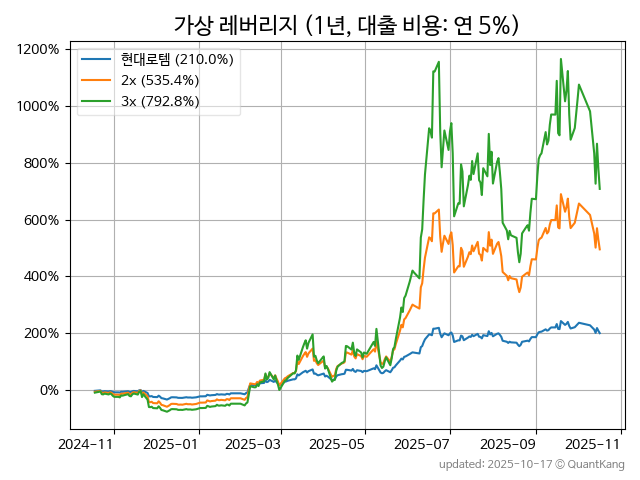 가상 레버리지 (1년, 대출 비용: 연 5%)
1200%
1000%
800%
600%
400%
200%
0%
현대로템 (210.0%)
2x (535.4%)
3x (792.8%)
2024-11 2025-01 2025-03 2025-05 2025-07 2025-09 2025-11
updated: 2025-10-17 © QuantKang